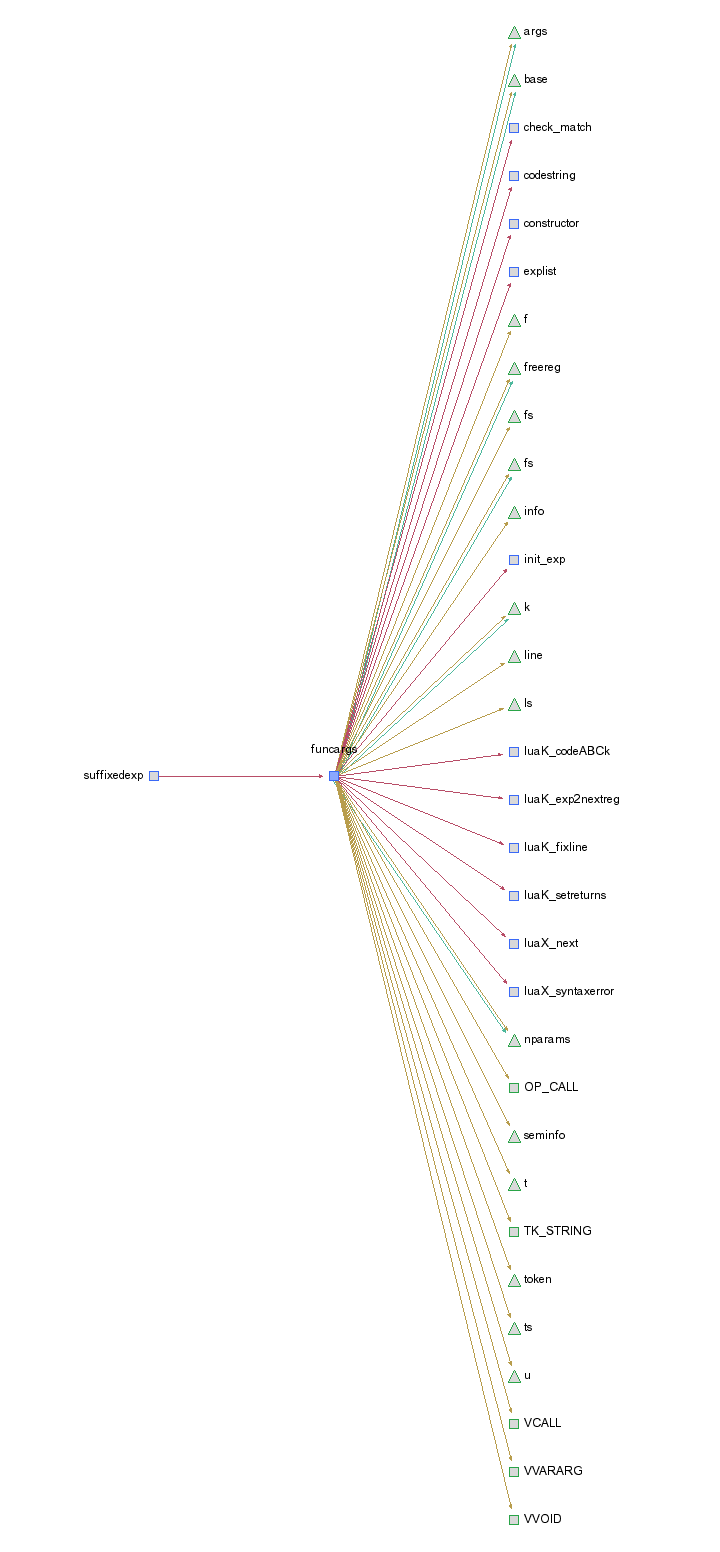 args
base
check_match
codestring
constructor
explist
f
freereg
fs
fs
info
init_exp
k
line
ls
luaK_codeABCk
funcargs
suffixedexp
luaK_exp2nextreg
luaK_fixline
luaK_setreturns
luaX_next
luaX_syntaxerror
nparams
OP_CALL
seminfo
t
TK_STRING
token
ts
u
VCALL
VVARARG
VVOID